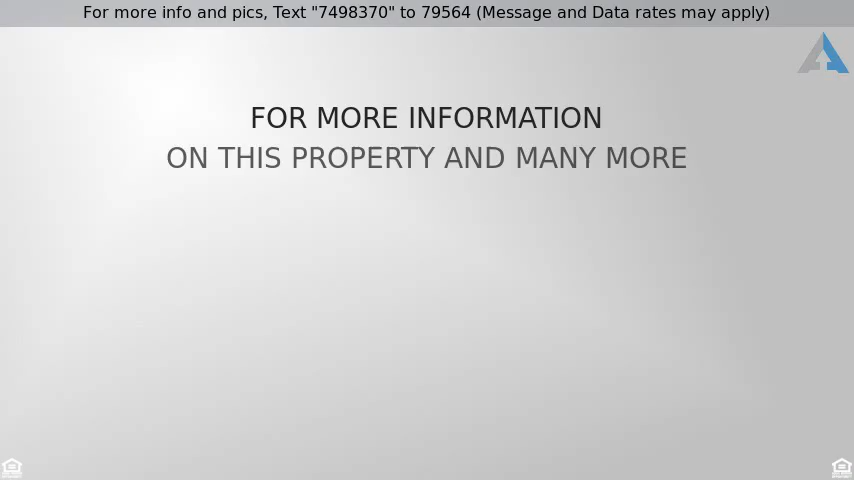 For more info and pics, Text "7498370" to 79564 (Message and Data rates may apply)
FOR MORE INFORMATION
ON THIS PROPERTY AND MANY MORE